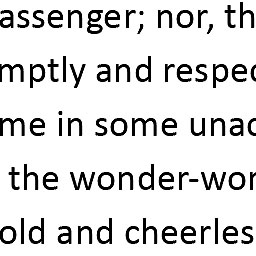 assenger; nor, th
mptly and respec
me in some unac
the wonder-wor
old and cheerles